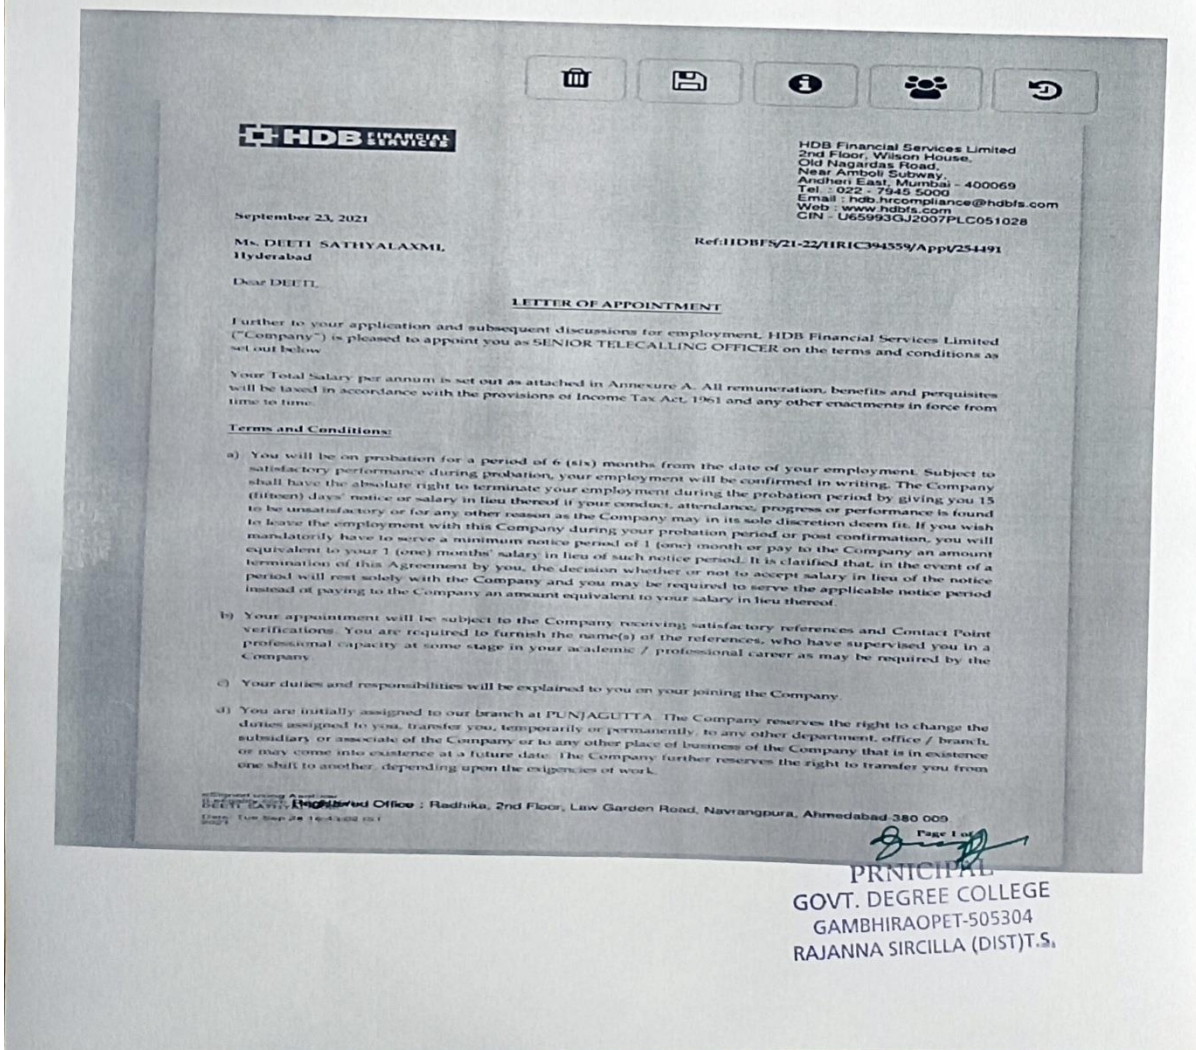 HDB FINANCIAL SERVICES
HDB Financial Services Limited
2nd Floor, Wilson House,
Old Nagardas Road,
Near Amboli Subway,
Andheri East, Mumbai - 400069
Tel. : 022 - 7945 5000
Email : hdb.hrcompliance@hdbfs.com
Web : www.hdbfs.com
CIN - U65993GJ2007PLC051028
September 23, 2021
Ref:HDBFS/21-22/HRIC394559/Appt/254491
Ms. DEETI SATHYALAXMI,
Hyderabad
Dear DEETI,
LETTER OF APPOINTMENT
Further to your application and subsequent discussions for employment, HDB Financial Services Limited
("Company") is pleased to appoint you as SENIOR TELECALLING OFFICER on the terms and conditions as
set out below
Your Total Salary per annum is set out as attached in Annexure A. All remuneration, benefits and perquisites
will be taxed in accordance with the provisions of Income Tax Act, 1961 and any other enactments in force from
time to time.
Terms and Conditions:
a) You will be on probation for a period of 6 (six) months from the date of your employment. Subject to
satisfactory performance during probation, your employment will be confirmed in writing. The Company
shall have the absolute right to terminate your employment during the probation period by giving you 15
(fifteen) days' notice or salary in lieu thereof if your conduct, attendance, progress or performance is found
to be unsatisfactory or for any other reason as the Company may in its sole discretion deem fit. If you wish
to leave the employment with this Company during your probation period or post confirmation, you will
mandatorily have to serve a minimum notice period of 1 (one) month or pay to the Company an amount
equivalent to your 1 (one) months' salary in lieu of such notice period. It is clarified that, in the event of a
termination of this Agreement by you, the decision whether or not to accept salary in lieu of the notice
period will rest solely with the Company and you may be required to serve the applicable notice period
instead of paying to the Company an amount equivalent to your salary in lieu thereof.
b) Your appointment will be subject to the Company receiving satisfactory references and Contact Point
verifications. You are required to furnish the name(s) of the references, who have supervised you in a
professional capacity at some stage in your academic / professional career as may be required by the
Company.
c) Your duties and responsibilities will be explained to you on your joining the Company.
d) You are initially assigned to our branch at PUNJAGUTTA. The Company reserves the right to change the
duties assigned to you, transfer you, temporarily or permanently, to any other department, office / branch,
subsidiary or associate of the Company or to any other place of business of the Company that is in existence
or may come into existence at a future date. The Company further reserves the right to transfer you from
one shift to another, depending upon the exigencies of work.
Registered Office : Radhika, 2nd Floor, Law Garden Road, Navrangpura, Ahmedabad-380 009
Page 1 of
PRNICIPAL
GOVT. DEGREE COLLEGE
GAMBHIRAOPET-505304
RAJANNA SIRCILLA (DIST)T.S.